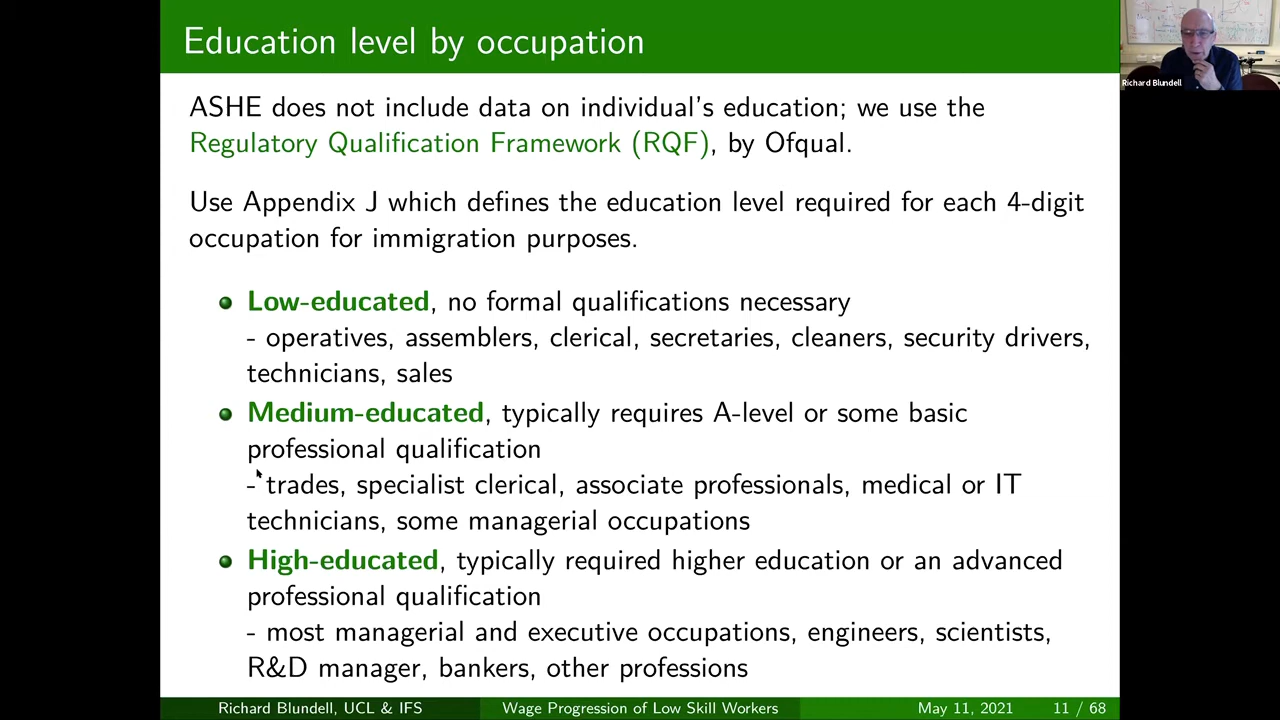 Education level by occupation
Richard Blundell
ASHE does not include data on individual's education; we use the
Regulatory Qualification Framework (RQF), by Ofqual.
Use Appendix J which defines the education level required for each 4-digit
occupation for immigration purposes.
Low-educated, no formal qualifications necessary
- operatives, assemblers, clerical, secretaries, cleaners, security drivers,
technicians, sales
Medium-educated, typically requires A-level or some basic
professional qualification
- trades, specialist clerical, associate professionals, medical or IT
technicians, some managerial occupations
High-educated, typically required higher education or an advanced
professional qualification
- most managerial and executive occupations, engineers, scientists,
R&D manager, bankers, other professions
Richard Blundell, UCL & IFS Wage Progression of Low Skill Workers May 11, 2021 11 / 68